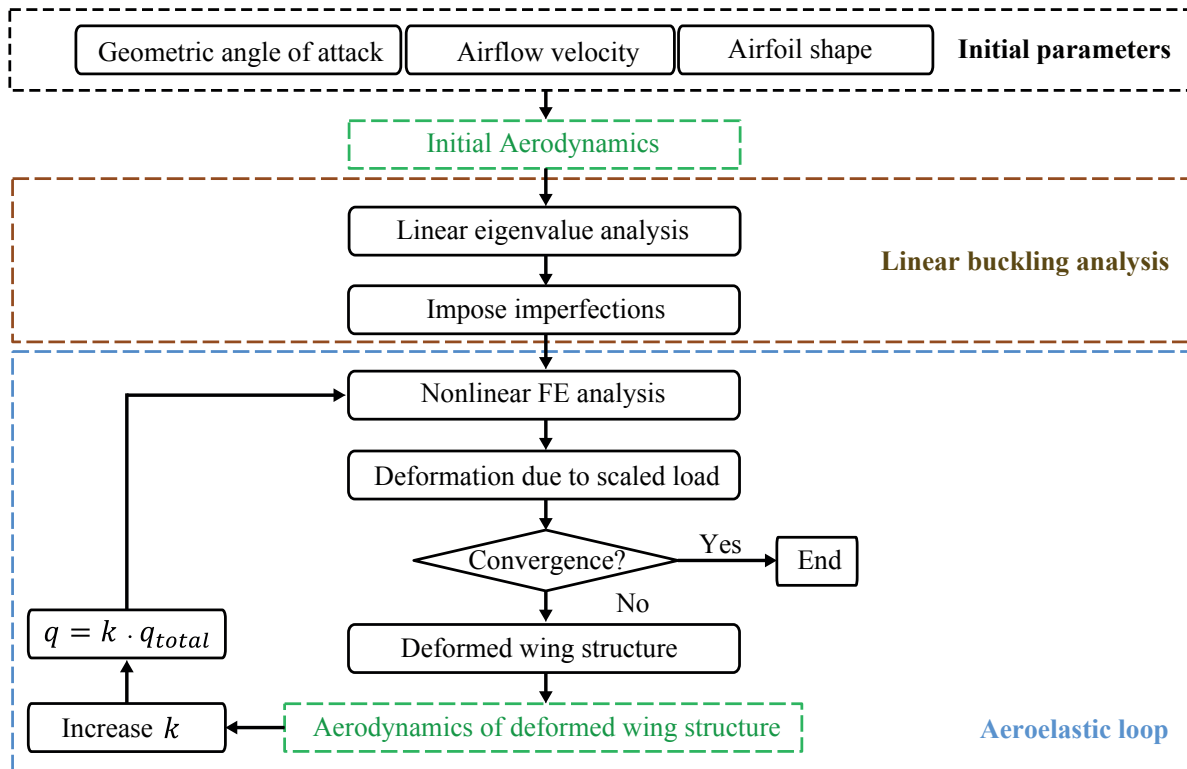 Geometric angle of attack
Airflow velocity
Airfoil shape
Initial parameters
Initial Aerodynamics
Linear eigenvalue analysis
Linear buckling analysis
Impose imperfections
Nonlinear FE analysis
Deformation due to scaled load
Convergence?
Yes
End
No
q = k · q_total
Deformed wing structure
Increase k
Aerodynamics of deformed wing structure
Aeroelastic loop